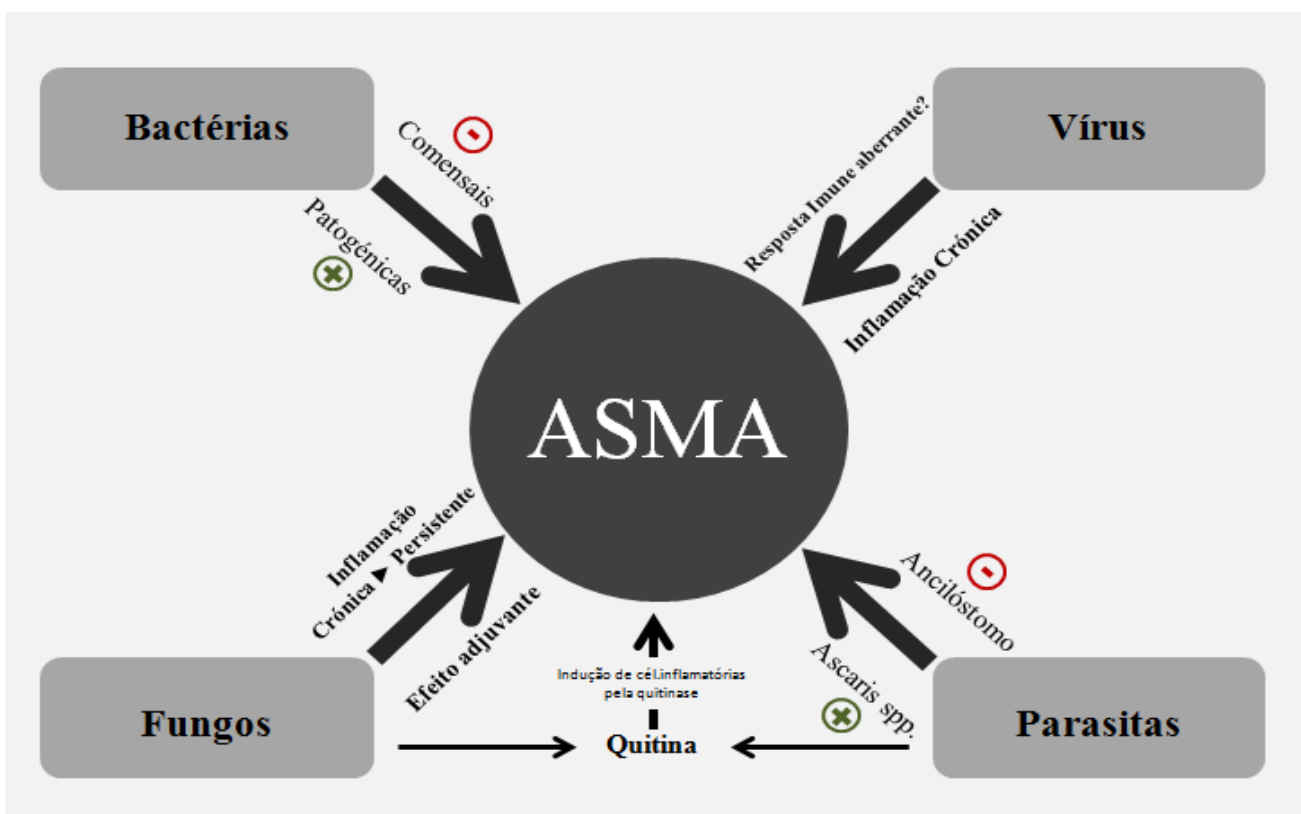 Bactérias
Comensais
Patogénicas
Vírus
Resposta Imune aberrante?
Inflamação Crónica
ASMA
Inflamação
Crónica ► Persistente
Efeito adjuvante
Fungos
Indução de cél.inflamatórias
pela quitinase
Quitina
Ancilóstomo
Ascaris spp.
Parasitas